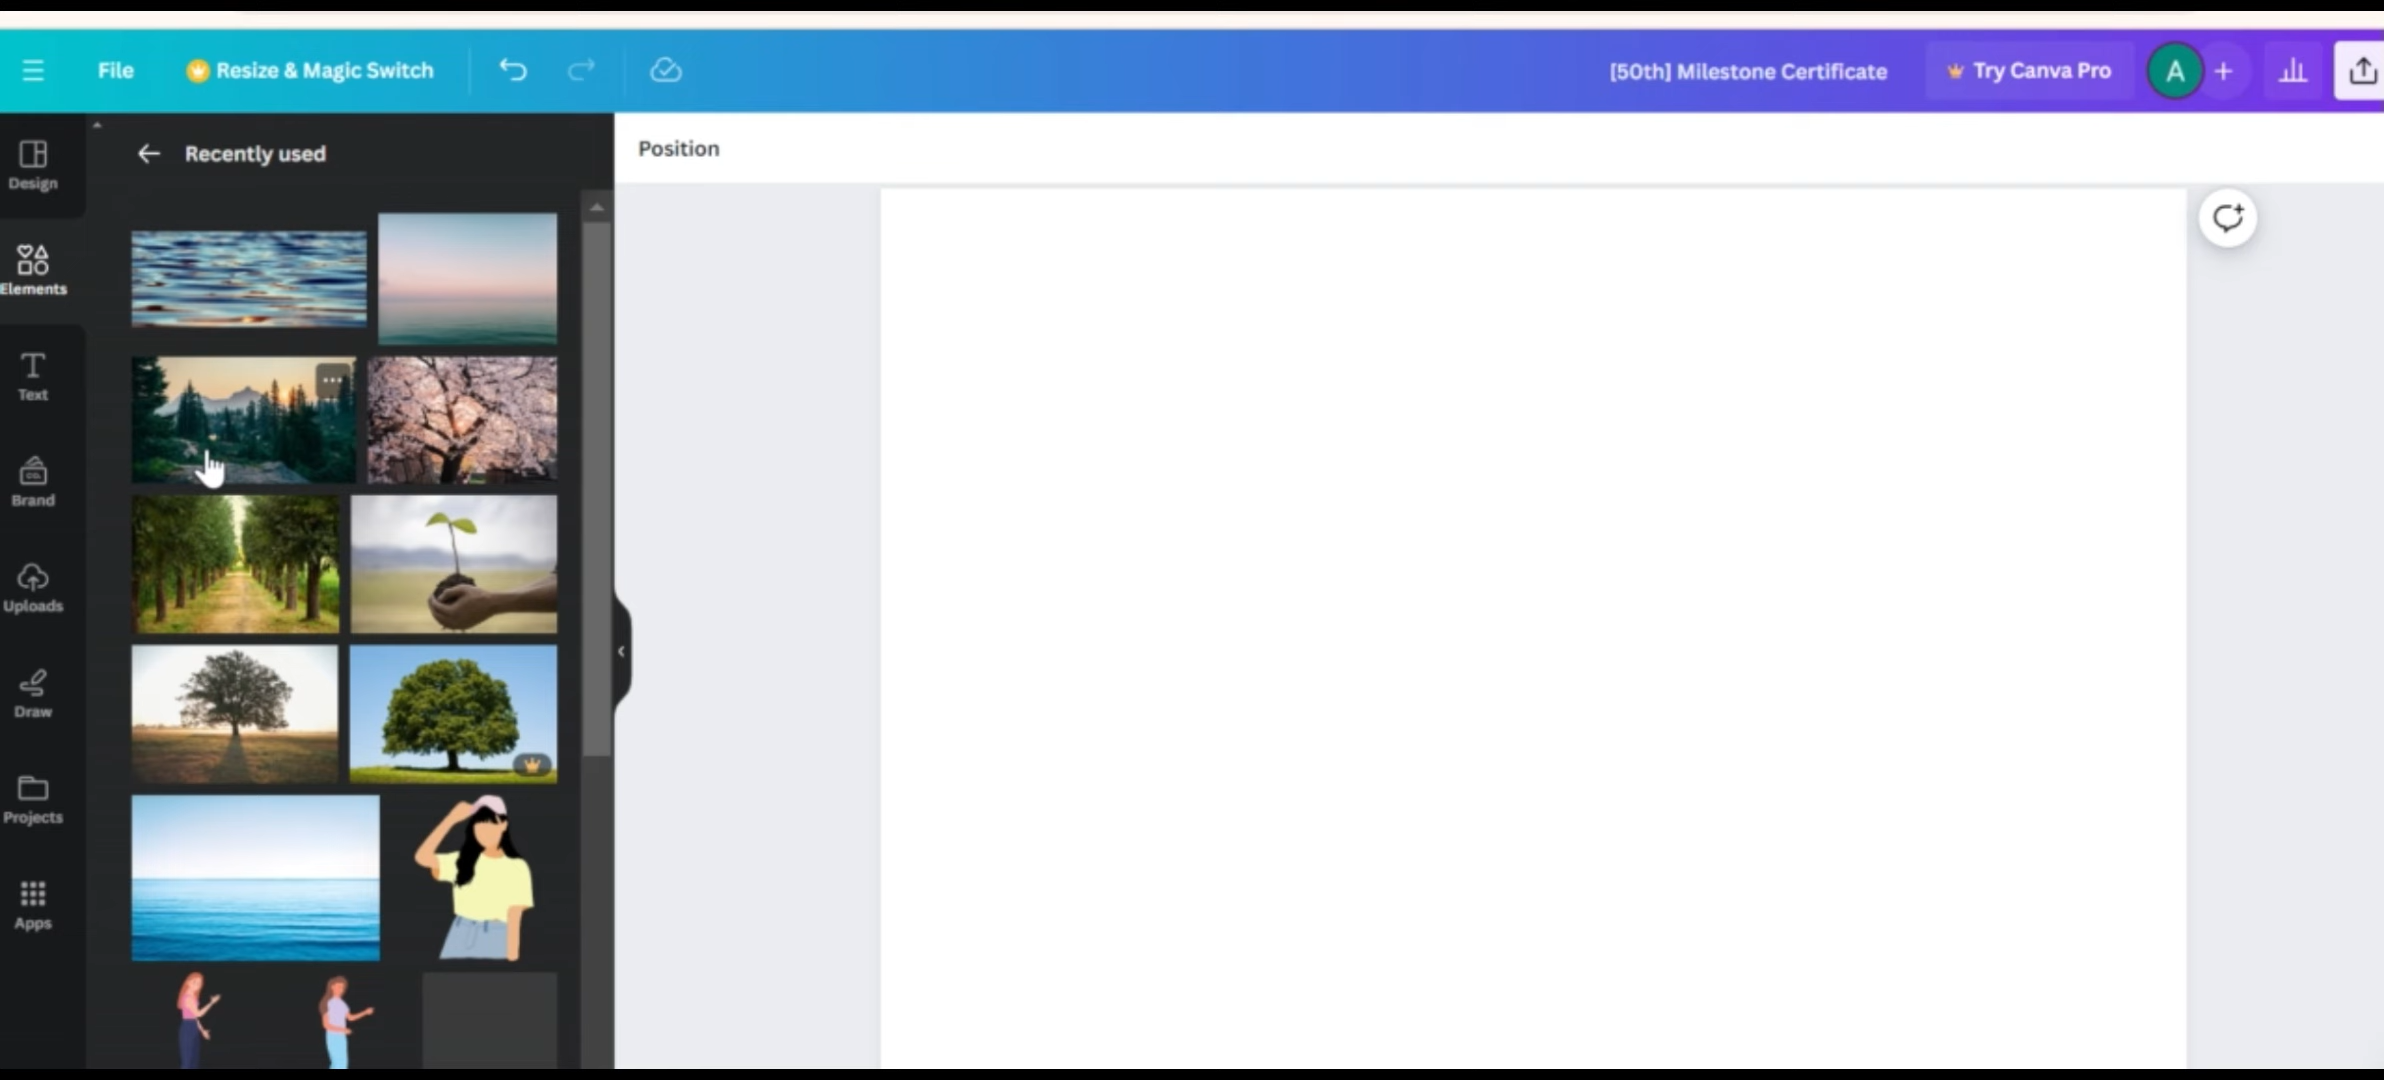 File
Resize & Magic Switch
[50th] Milestone Certificate
Try Canva Pro
A
Design
Elements
Text
Brand
Uploads
Draw
Projects
Apps
Recently used
Position